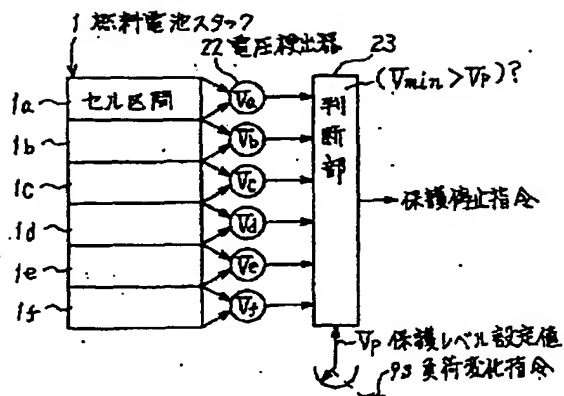 1 燃料電池スタック
22 電圧検出器
23
(Vmin>Vp)?
1a セル区間 Va
判断部
1b Vb
1c Vc
保護停止指令
1d Vd
1e Ve
1f Vf
Vp 保護レベル設定値
9s 負荷変化指令